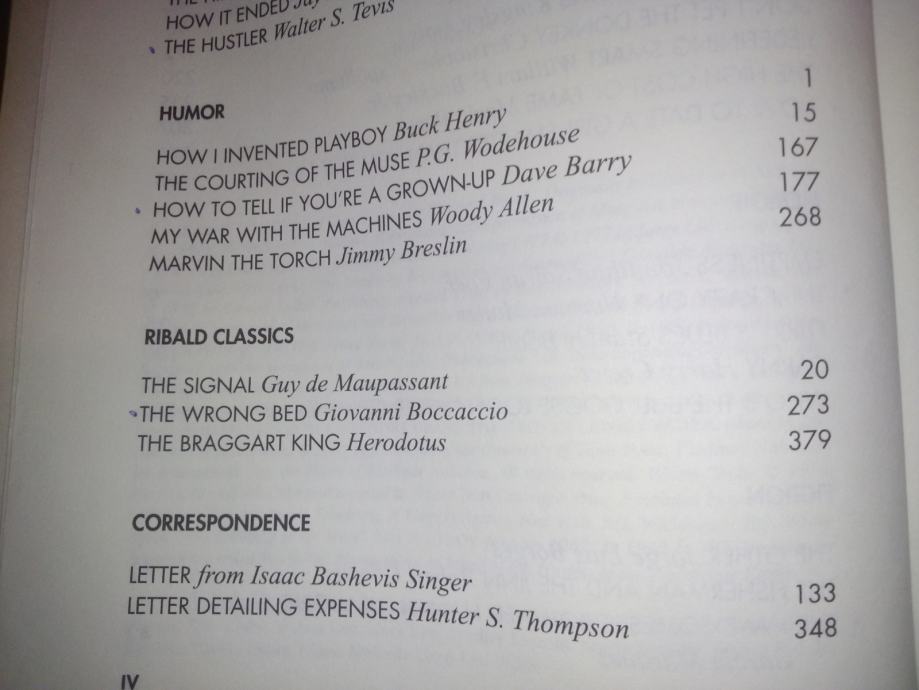 HOW IT ENDED Jay
THE HUSTLER Walter S. Tevis
HUMOR
HOW I INVENTED PLAYBOY Buck Henry 1
THE COURTING OF THE MUSE P.G. Wodehouse 15
HOW TO TELL IF YOU'RE A GROWN-UP Dave Barry 167
MY WAR WITH THE MACHINES Woody Allen 177
MARVIN THE TORCH Jimmy Breslin 268
RIBALD CLASSICS
THE SIGNAL Guy de Maupassant 20
THE WRONG BED Giovanni Boccaccio 273
THE BRAGGART KING Herodotus 379
CORRESPONDENCE
LETTER from Isaac Bashevis Singer 133
LETTER DETAILING EXPENSES Hunter S. Thompson 348
IV